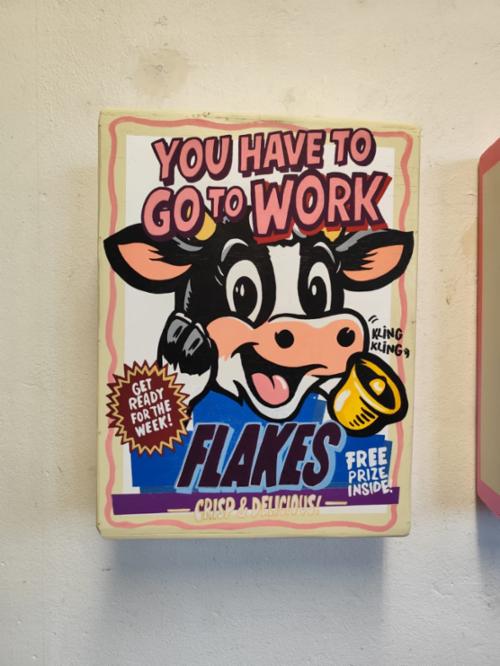 YOU HAVE TO
GO TO WORK
KLING
KLING,
GET
READY
FOR THE
WEEK!
FLAKES
FREE
PRIZE
INSIDE!
CRISP & DELICIOUS!